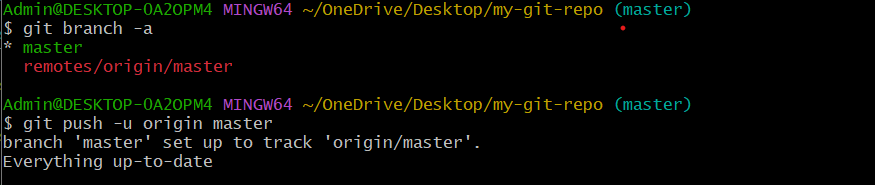 Admin@DESKTOP-0A2OPM4 MINGW64 ~/OneDrive/Desktop/my-git-repo (master)
$ git branch -a
* master
  remotes/origin/master
Admin@DESKTOP-0A2OPM4 MINGW64 ~/OneDrive/Desktop/my-git-repo (master)
$ git push -u origin master
branch 'master' set up to track 'origin/master'.
Everything up-to-date